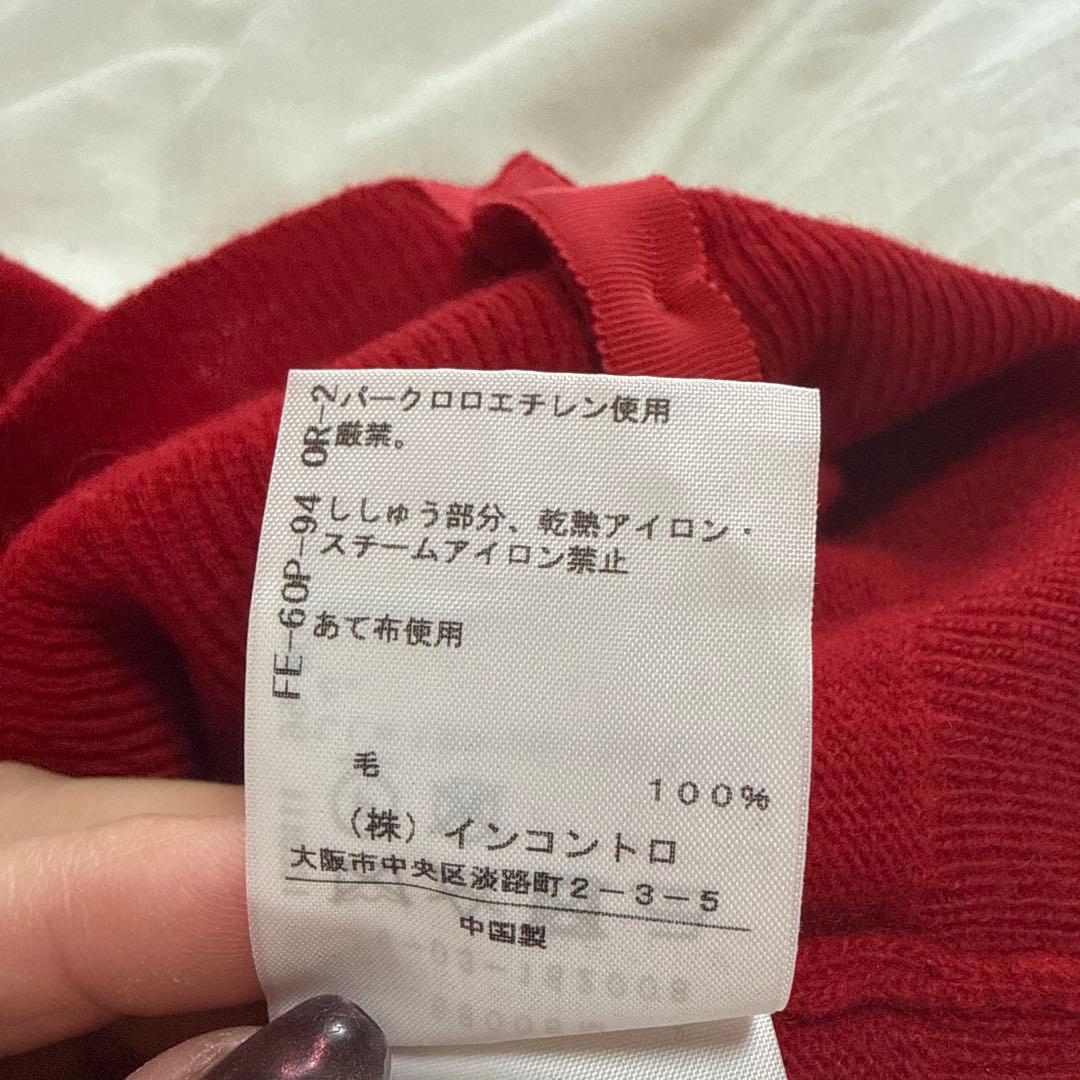 パークロロエチレン使用
厳禁。
ししゅう部分、乾熱アイロン・
スチームアイロン禁止
あて布使用
毛 100%
(株)インコントロ
大阪市中央区淡路町2-3-5
中国製
FE-60P-94 OR-2